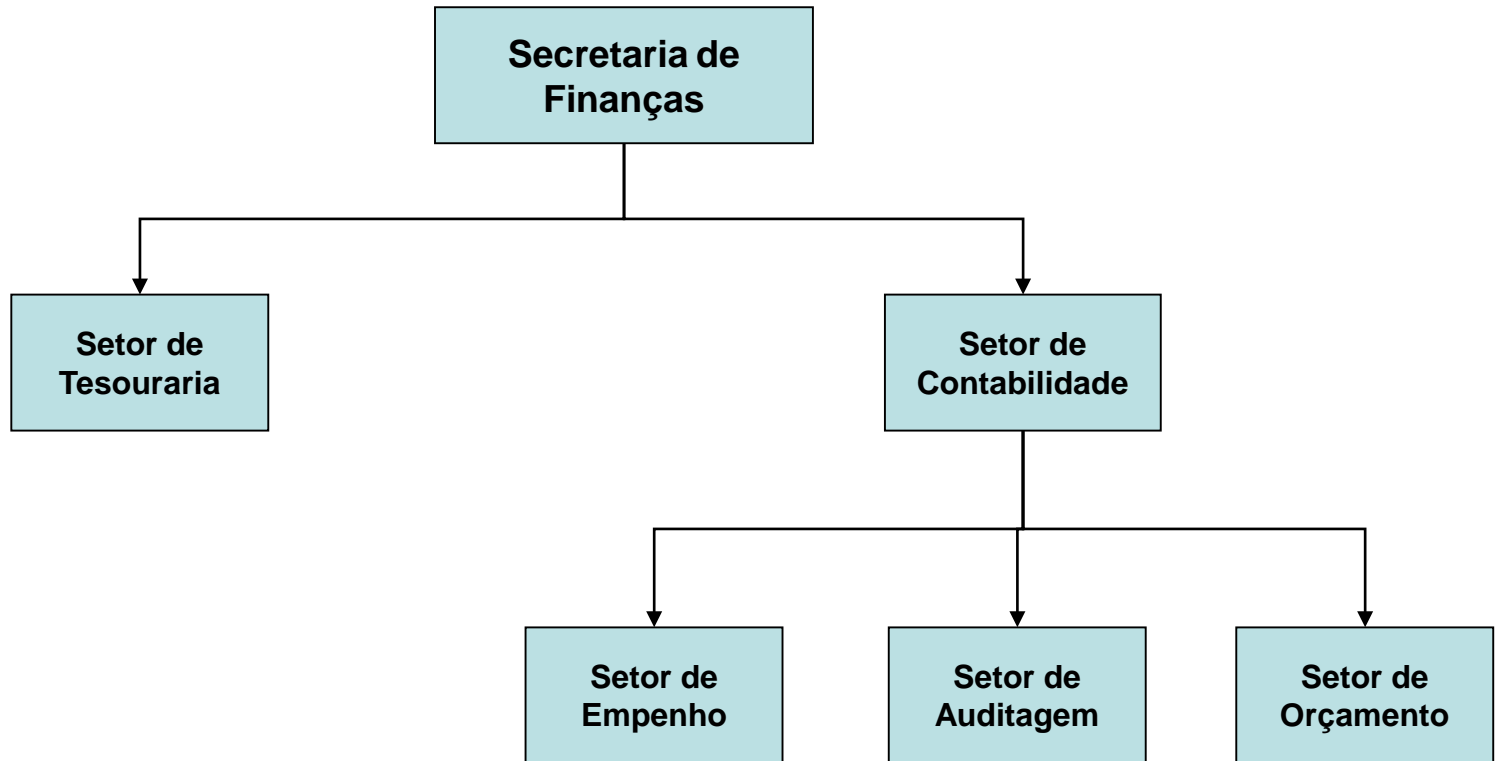 Secretaria de
Finanças
Setor de
Tesouraria
Setor de
Contabilidade
Setor de
Empenho
Setor de
Auditagem
Setor de
Orçamento